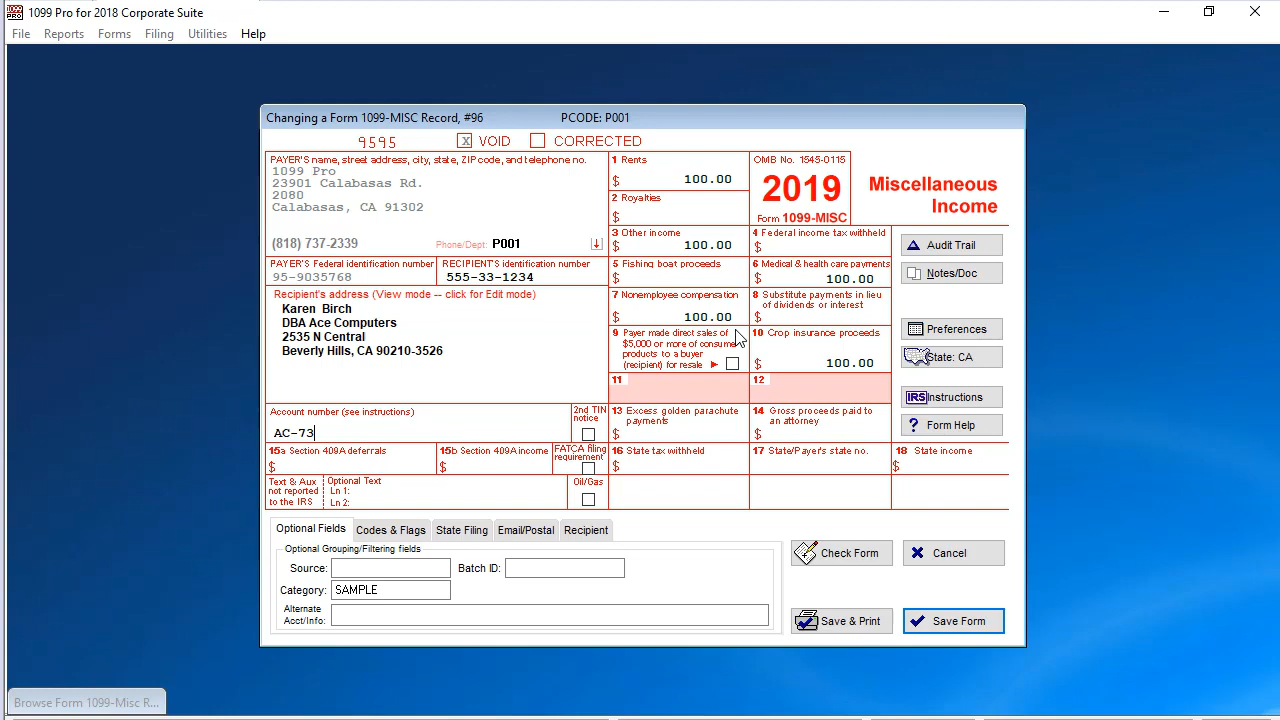 1099 Pro for 2018 Corporate Suite
File Reports Forms Filing Utilities Help
Changing a Form 1099-MISC Record, #96 PCODE: P001
9595 X VOID CORRECTED
PAYER'S name, street address, city, state, ZIP code, and telephone no.
1099 Pro
23901 Calabasas Rd.
2080
Calabasas, CA 91302
(818) 737-2339 Phone/Dept: P001
1 Rents
$ 100.00
2 Royalties
$
OMB No. 1545-0115
2019
Form 1099-MISC
Miscellaneous
Income
3 Other income
$ 100.00
4 Federal income tax withheld
$
PAYER'S Federal identification number
95-9035768
RECIPIENT'S identification number
555-33-1234
5 Fishing boat proceeds
$
6 Medical & health care payments
$ 100.00
Recipient's address (View mode -- click for Edit mode)
Karen Birch
DBA Ace Computers
2535 N Central
Beverly Hills, CA 90210-3526
7 Nonemployee compensation
$ 100.00
8 Substitute payments in lieu
of dividends or interest
$
9 Payer made direct sales of
$5,000 or more of consume
products to a buyer
(recipient) for resale
10 Crop insurance proceeds
$ 100.00
11
12
Account number (see instructions)
AC-73
2nd TIN
notice
13 Excess golden parachute
payments
$
14 Gross proceeds paid to
an attorney
$
15a Section 409A deferrals
$
15b Section 409A income
$
FATCA filing
requirement
16 State tax withheld
$
17 State/Payer's state no.
18 State income
$
Text & Aux
not reported
to the IRS
Optional Text
Ln 1:
Ln 2:
Oil/Gas
Audit Trail
Notes/Doc
Preferences
State: CA
IRS Instructions
? Form Help
Optional Fields Codes & Flags State Filing Email/Postal Recipient
Optional Grouping/Filtering fields
Source: Batch ID:
Category: SAMPLE
Alternate
Acct/Info:
Check Form
Cancel
Save & Print
Save Form
Browse Form 1099-Misc R...